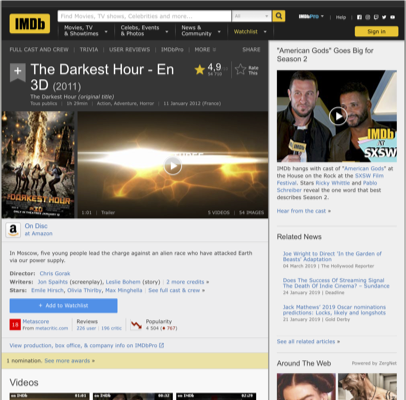 IMDb
Find Movies, TV shows, Celebrities and more...
All
Movies, TV & Showtimes
Celebs, Events & Photos
News & Community
Watchlist
IMDbPro
Help
Sign in
FULL CAST AND CREW | TRIVIA | USER REVIEWS | IMDbPro | MORE
SHARE
The Darkest Hour - En 3D (2011)
4,9
Rate This
The Darkest Hour (original title)
Tous publics | 1h 29min | Action, Adventure, Horror | 11 January 2012 (France)
DARKEST HOUR
1:01 | Trailer
5 VIDEOS | 34 IMAGES
On Disc
at Amazon
In Moscow, five young people lead the charge against an alien race who have attacked Earth
via our power supply.
Director: Chris Gorak
Writers: Jon Spaihts (screenplay), Leslie Bohem (story) | 2 more credits »
Stars: Emile Hirsch, Olivia Thirlby, Max Minghella | See full cast & crew »
+ Add to Watchlist
18
Metascore
From metacritic.com
Reviews
226 user | 196 critic
Popularity
4 504 ( 767)
View production, box office, & company info on IMDbPro
1 nomination. See more awards »
Videos
"American Gods" Goes Big for
Season 2
IMDb
at
SXSW
IMDb hangs with cast of "American Gods" at
the House on the Rock at the SXSW Film
Festival. Stars Ricky Whittle and Pablo
Schreiber reveal the one word that best
describes Season 2.
Hear from the cast »
Related News
Joe Wright to Direct 'In the Garden of
Beasts' Adaptation
04 March 2019 | The Hollywood Reporter
Does The Success Of Streaming Signal
The Death Of Indie Cinema? – Sundance
24 January 2019 | Deadline
Jack Mathews' 2019 Oscar nominations
predictions: Locks, likely and longshots
21 January 2019 | Gold Derby
See all related articles »
Around The Web
Powered by ZergNet